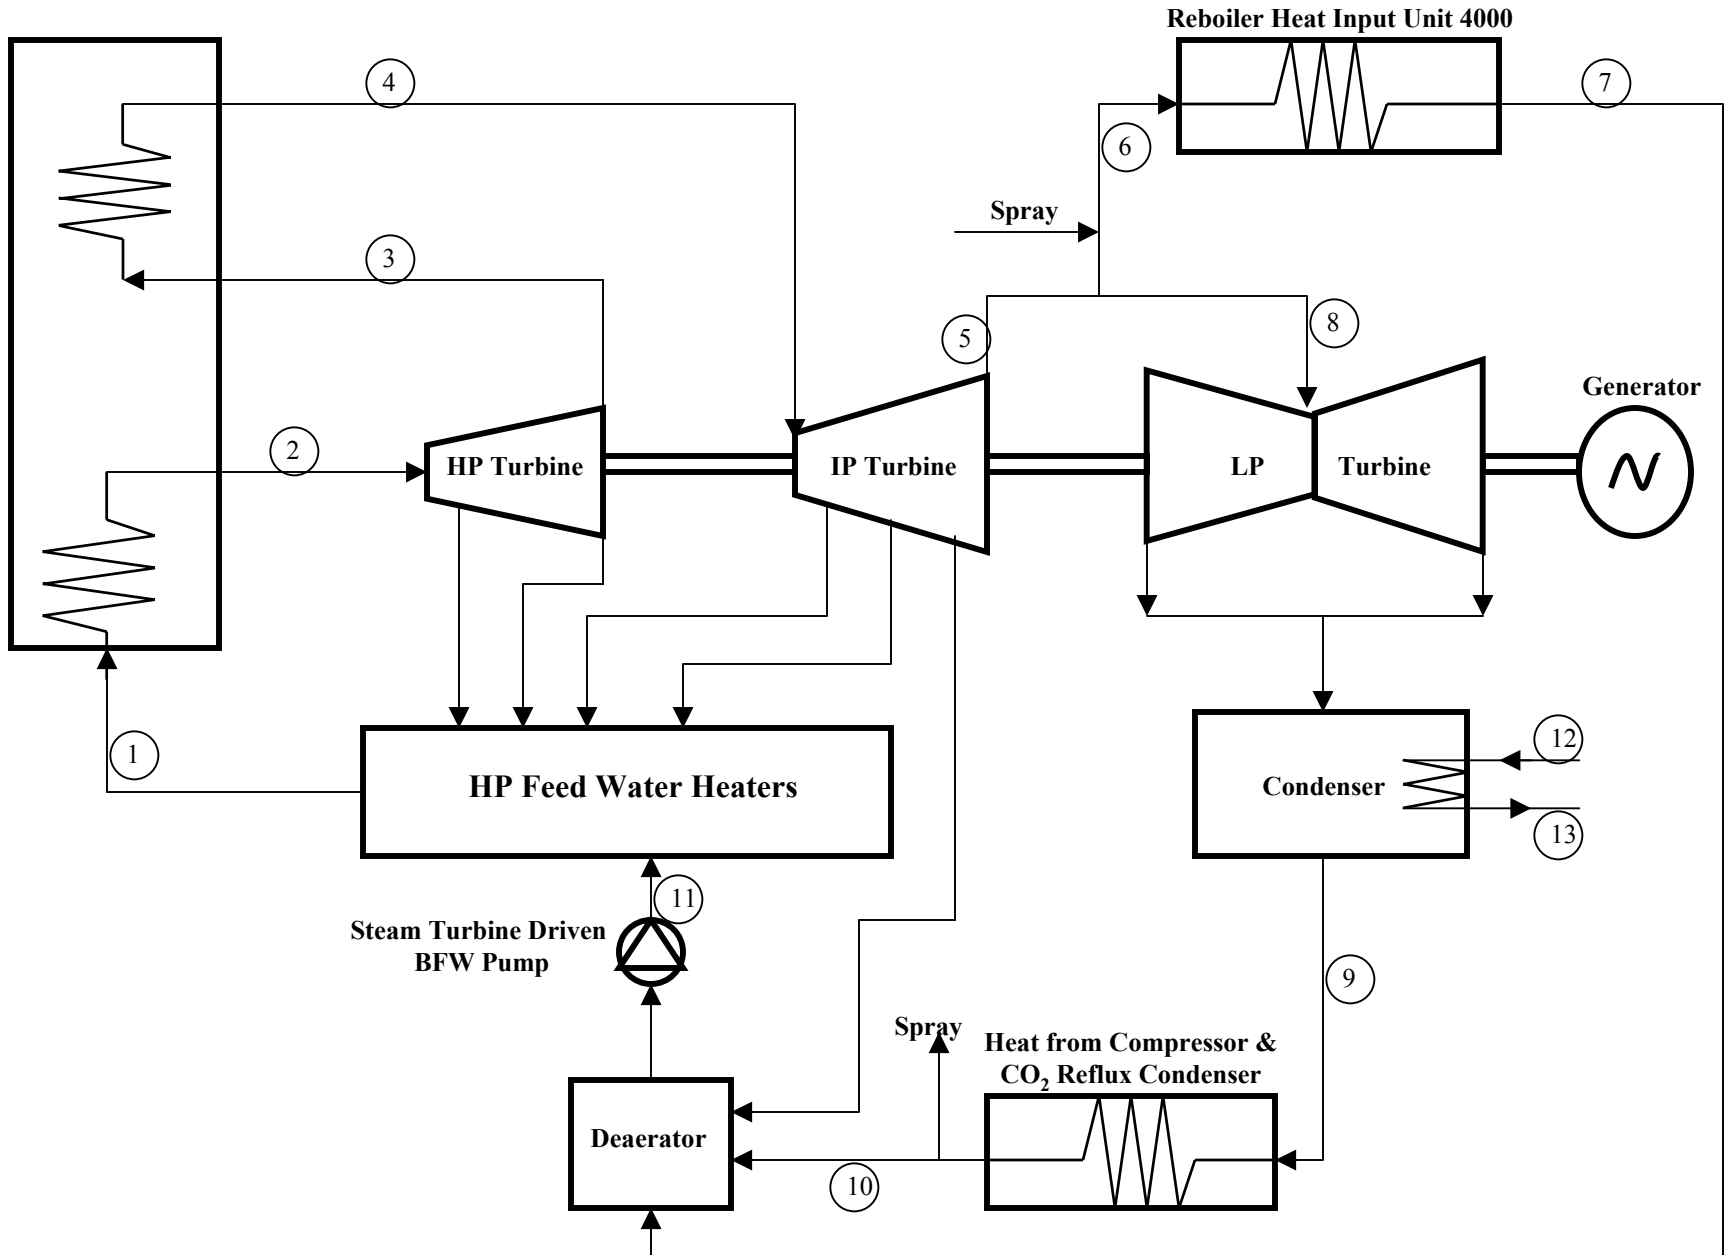 Reboiler Heat Input Unit 4000
4
7
6
Spray
3
5
8
Generator
2
HP Turbine
IP Turbine
LP
Turbine
1
HP Feed Water Heaters
Condenser
12
13
11
Steam Turbine Driven
BFW Pump
9
Spray
Heat from Compressor &
CO2 Reflux Condenser
Deaerator
10